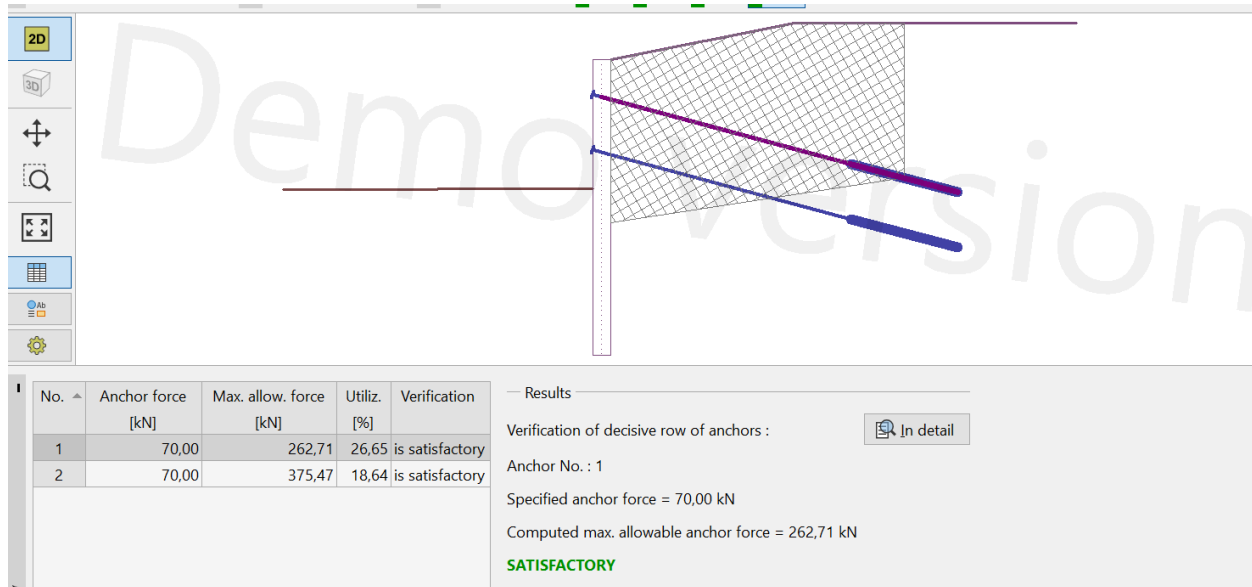 2D
3D
Demo version
Ab
No. Anchor force Max. allow. force Utiliz. Verification
[kN] [kN] [%]
1 70,00 262,71 26,65 is satisfactory
2 70,00 375,47 18,64 is satisfactory
Results
Verification of decisive row of anchors :
In detail
Anchor No. : 1
Specified anchor force = 70,00 kN
Computed max. allowable anchor force = 262,71 kN
SATISFACTORY